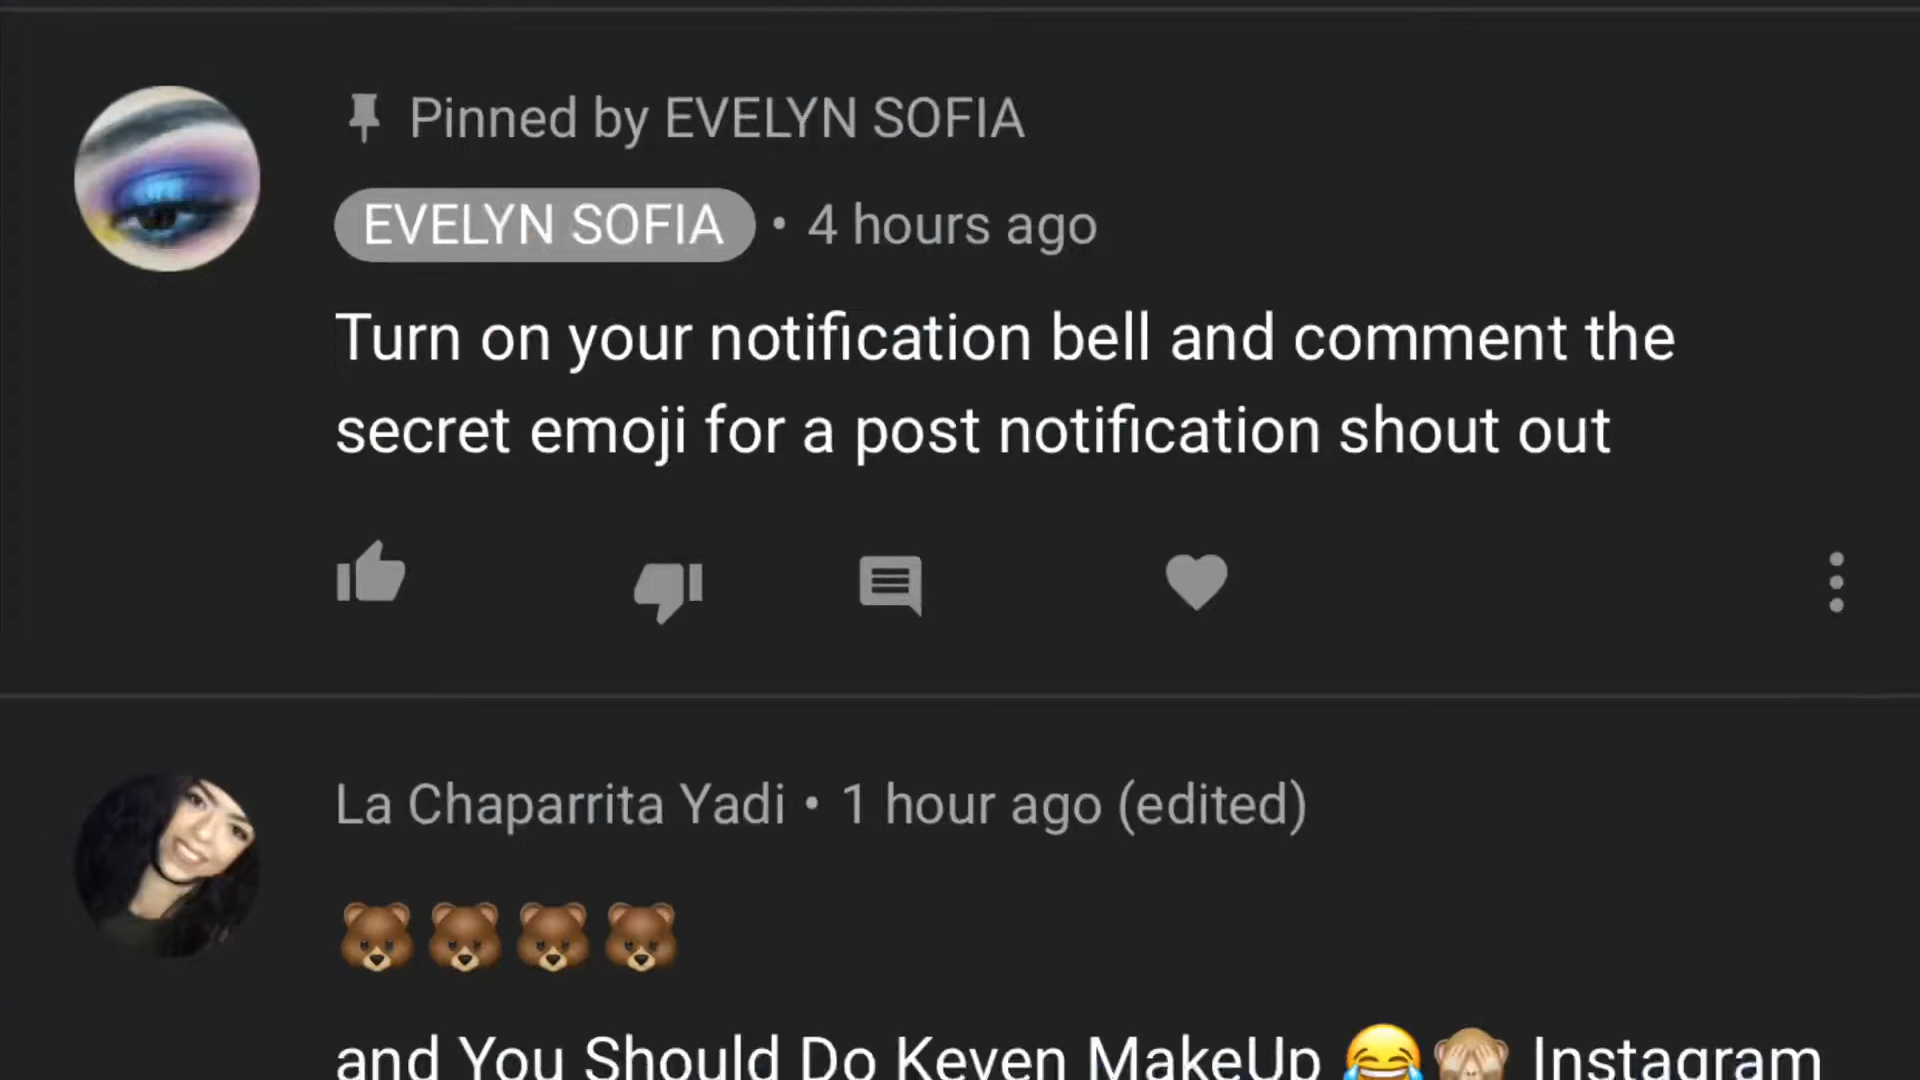 Pinned by EVELYN SOFIA
EVELYN SOFIA • 4 hours ago
Turn on your notification bell and comment the
secret emoji for a post notification shout out
La Chaparrita Yadi • 1 hour ago (edited)
🐻🐻🐻🐻
and You Should Do Keven MakeUp 😂🙈 Instagram